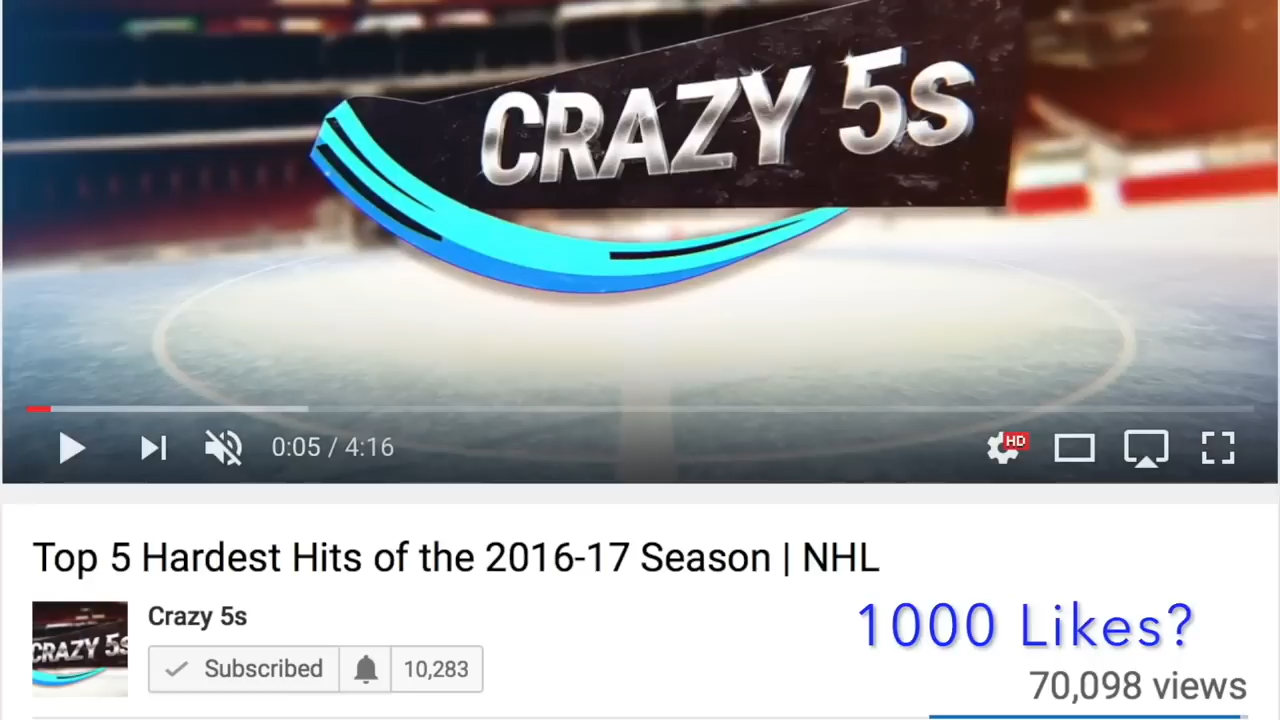 CRAZY 5s
0:05 / 4:16
HD
Top 5 Hardest Hits of the 2016-17 Season | NHL
CRAZY 5s
Crazy 5s
Subscribed
10,283
1000 Likes?
70,098 views